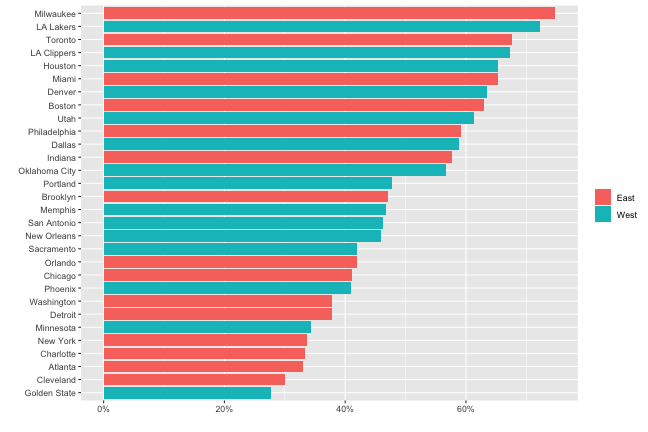 Milwaukee
LA Lakers
Toronto
LA Clippers
Houston
Miami
Denver
Boston
Utah
Philadelphia
Dallas
Indiana
Oklahoma City
Portland
Brooklyn
Memphis
San Antonio
New Orleans
Sacramento
Orlando
Chicago
Phoenix
Washington
Detroit
Minnesota
New York
Charlotte
Atlanta
Cleveland
Golden State
0% 20% 40% 60%
East
West